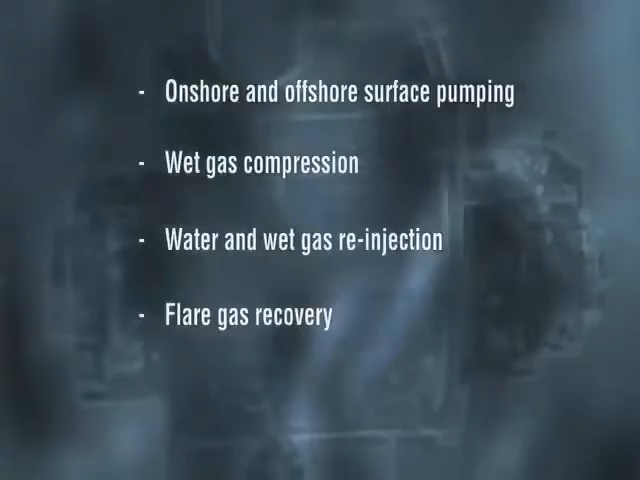 - Onshore and offshore surface pumping
- Wet gas compression
- Water and wet gas re-injection
- Flare gas recovery